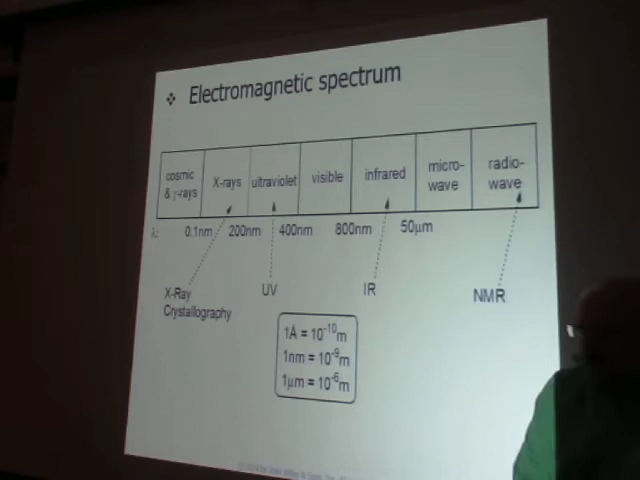 ❖ Electromagnetic spectrum
cosmic & γ-rays X-rays ultraviolet visible infrared micro-wave radio-wave
λ: 0.1nm 200nm 400nm 800nm 50μm
X-Ray Crystallography UV IR NMR
1A = 10⁻¹⁰m
1nm = 10⁻⁹m
1μm = 10⁻⁶m